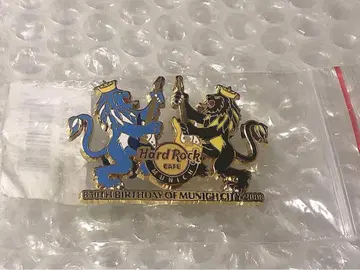 Hard Rock
CAFE
MUNICH
850TH BIRTHDAY OF MUNICH CITY 2008